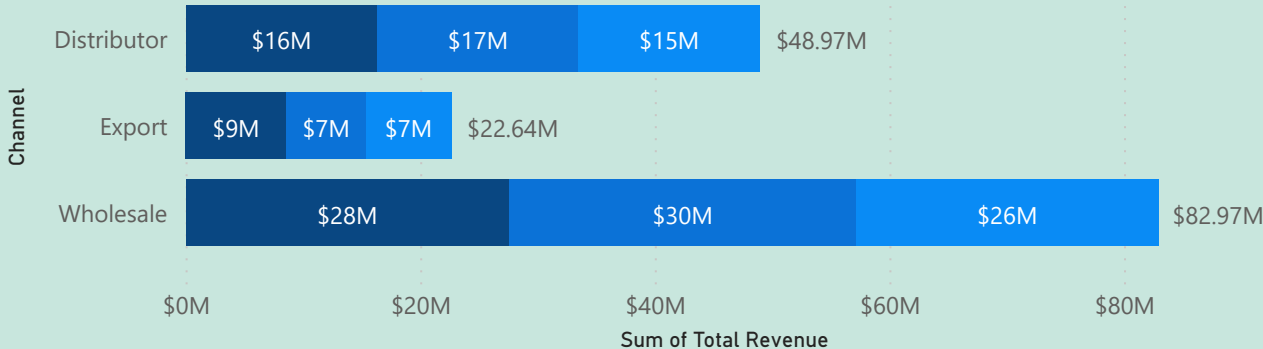 Channel
Distributor $16M $17M $15M $48.97M
Export $9M $7M $7M $22.64M
Wholesale $28M $30M $26M $82.97M
$0M $20M $40M $60M $80M
Sum of Total Revenue